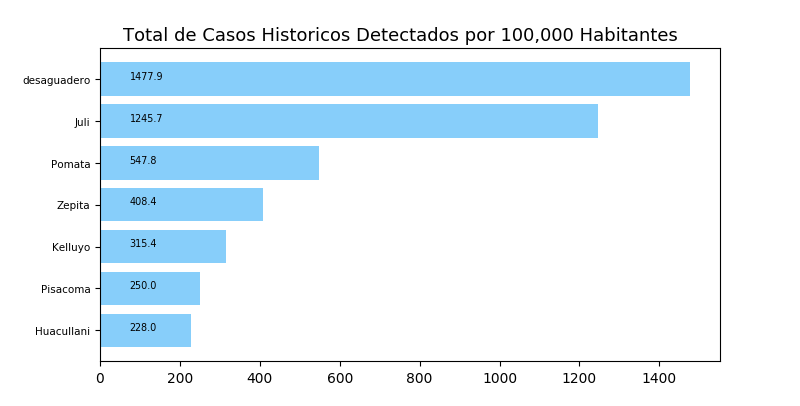 Total de Casos Historicos Detectados por 100,000 Habitantes
desaguadero 1477.9
Juli 1245.7
Pomata 547.8
Zepita 408.4
Kelluyo 315.4
Pisacoma 250.0
Huacullani 228.0
0 200 400 600 800 1000 1200 1400